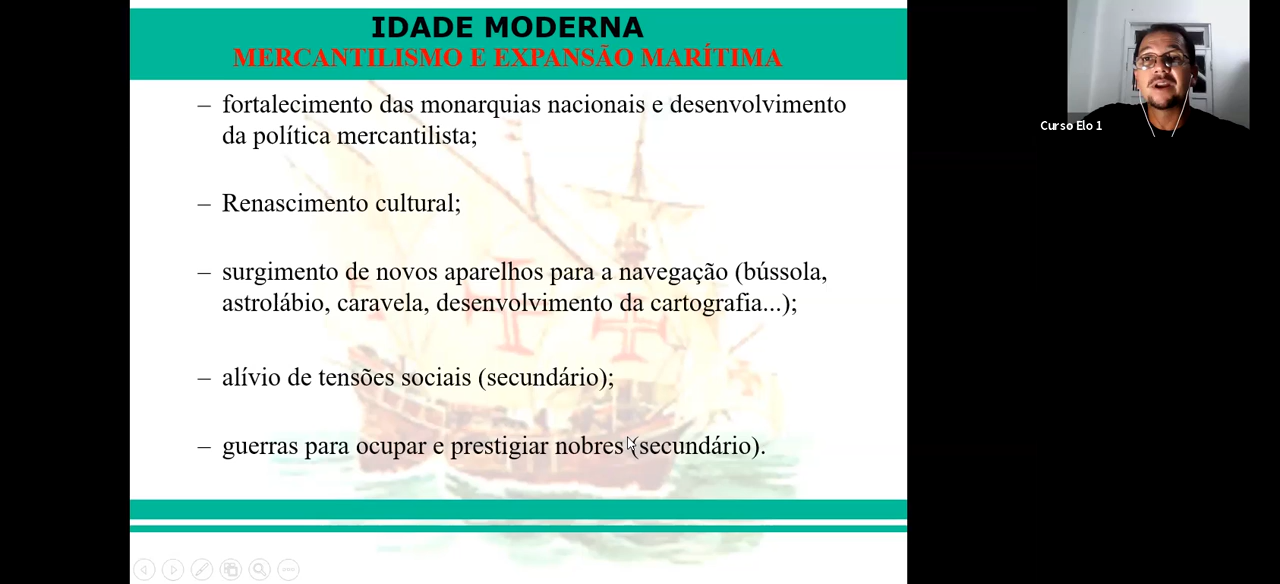 IDADE MODERNA
MERCANTILISMO E EXPANSÃO MARÍTIMA
– fortalecimento das monarquias nacionais e desenvolvimento
da política mercantilista;
– Renascimento cultural;
– surgimento de novos aparelhos para a navegação (bússola,
astrolábio, caravela, desenvolvimento da cartografia...);
– alívio de tensões sociais (secundário);
– guerras para ocupar e prestigiar nobres (secundário).
Curso Elo 1